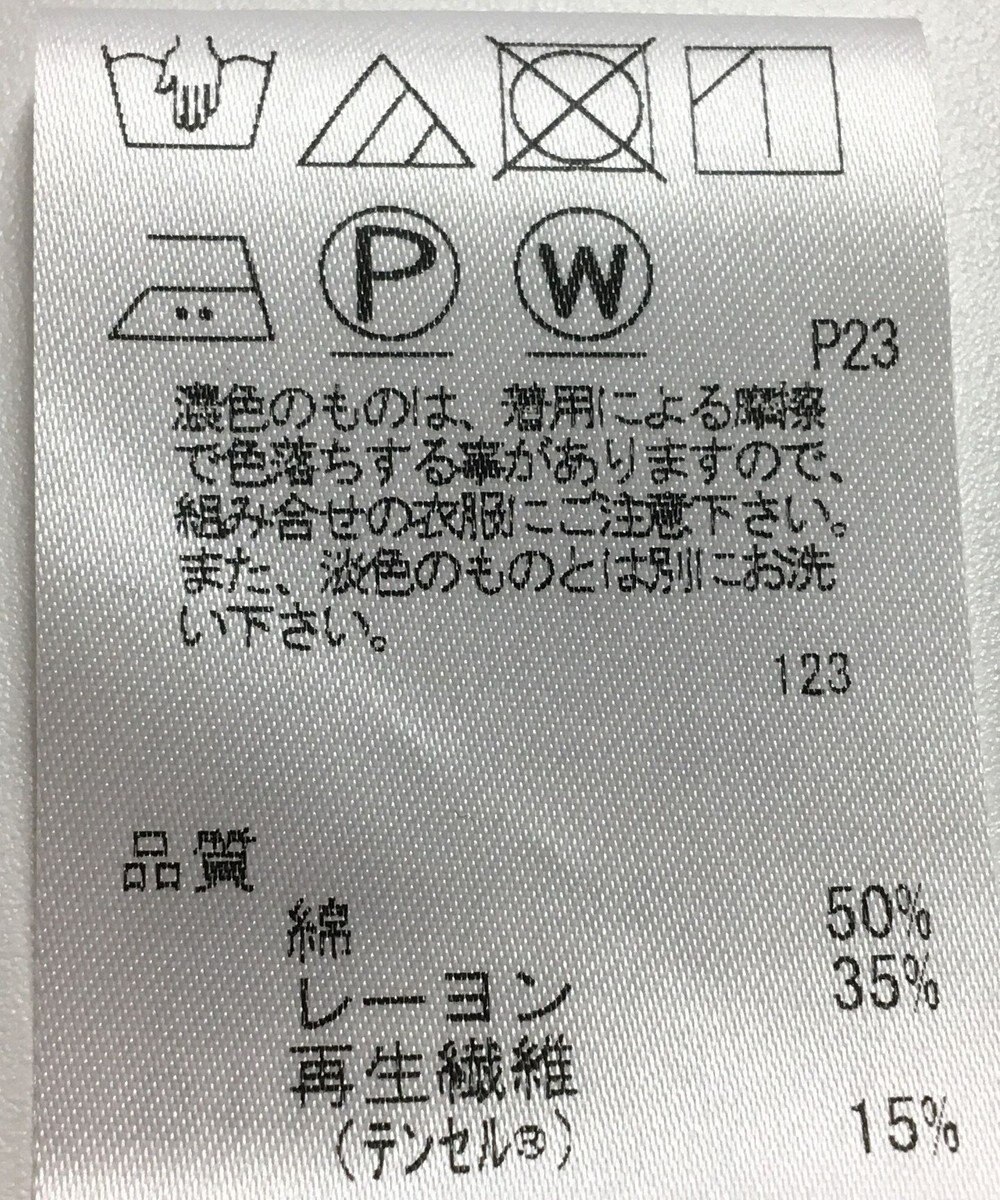 P
W
P23
濃色のものは、着用による摩擦
で色落ちする事がありますので、
組み合せの衣服にご注意下さい。
また、淡色のものとは別にお洗
い下さい。
123
品質
綿 50%
レーヨン 35%
再生繊維
(テンセル®) 15%